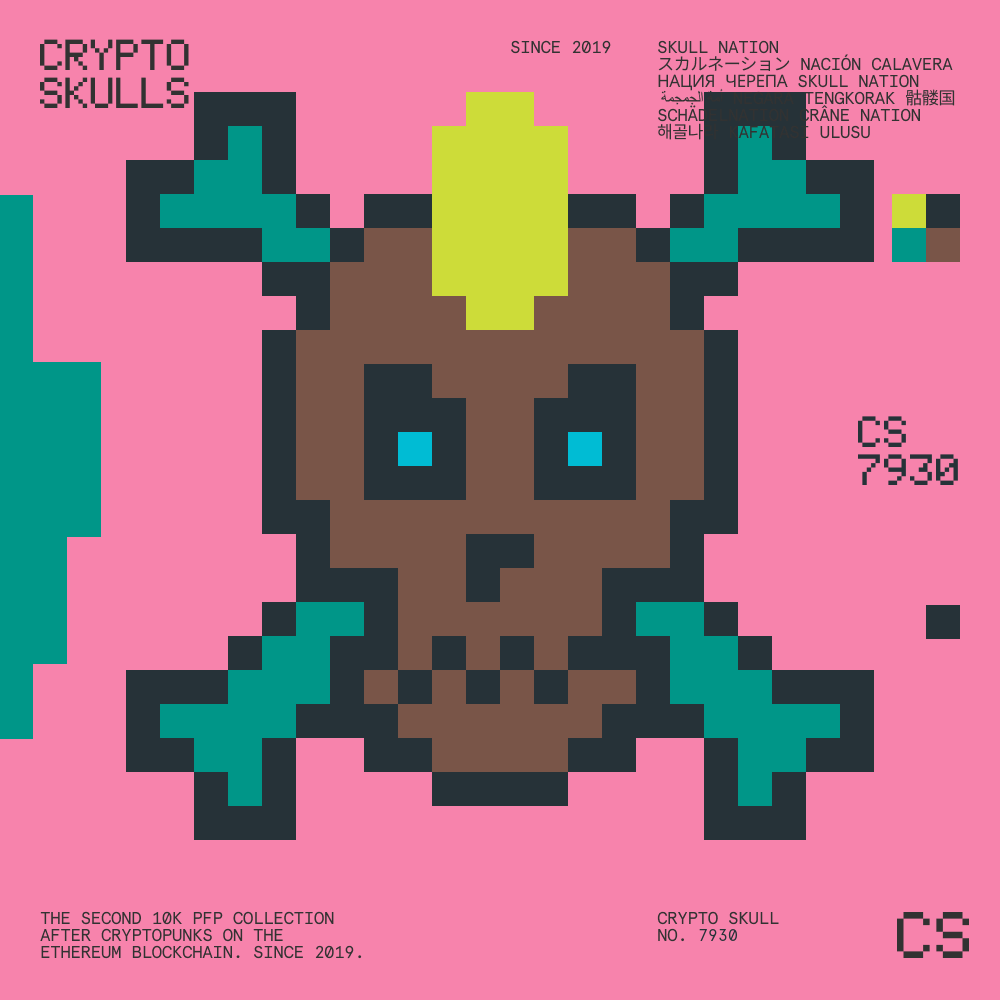 CRYPTO
SKULLS
SINCE 2019
SKULL NATION
スカルネーション NACIÓN CALAVERA
НАЦИЯ ЧЕРЕПА SKULL NATION
TENGKORAK 骷髅国
CRÂNE NATION
해골 ULUSU
CS
7930
THE SECOND 10K PFP COLLECTION
AFTER CRYPTOPUNKS ON THE
ETHEREUM BLOCKCHAIN. SINCE 2019.
CRYPTO SKULL
NO. 7930
CS